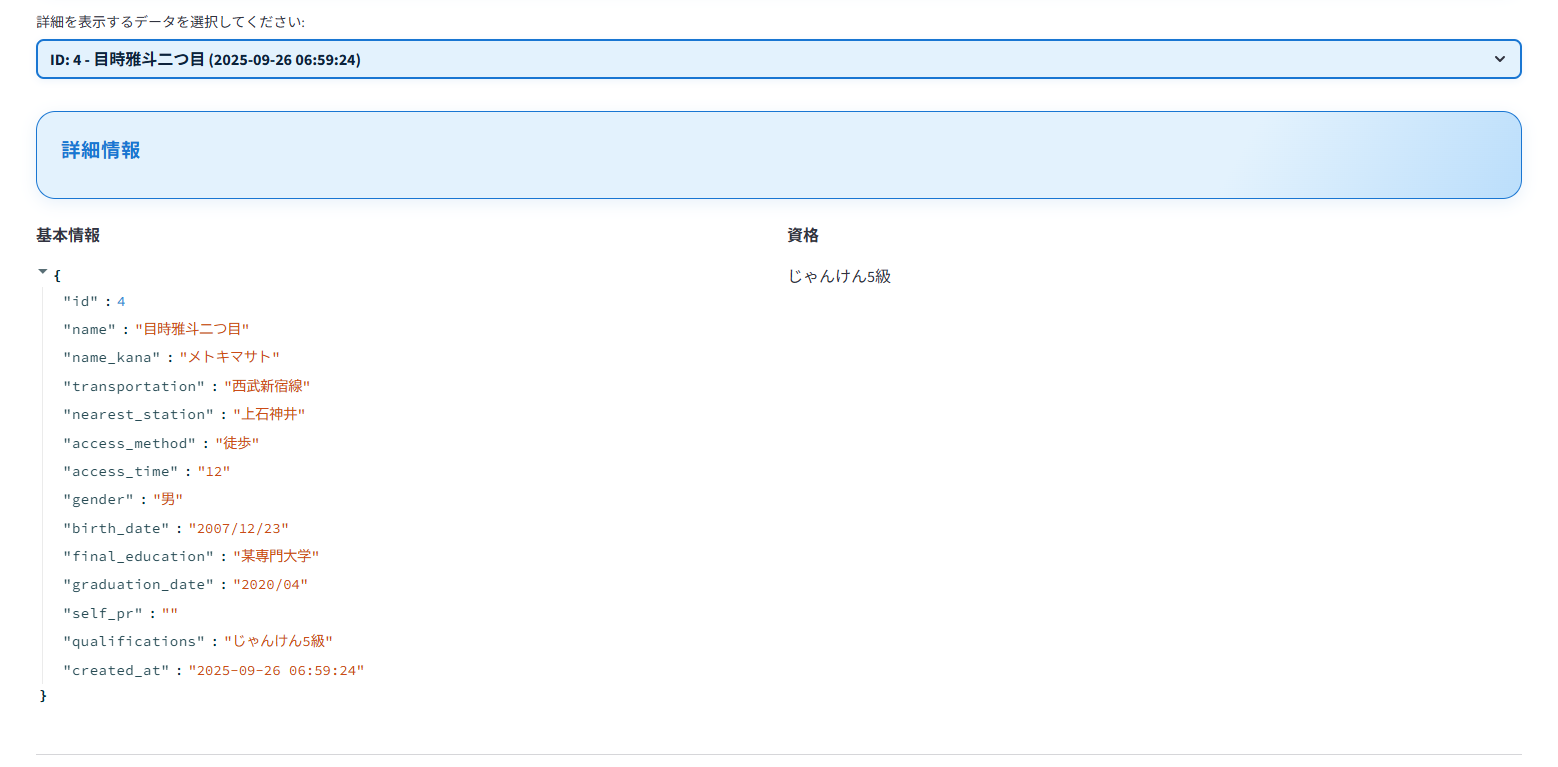 詳細を表示するデータを選択してください:
ID: 4 - 目時雅斗二つ目 (2025-09-26 06:59:24)
詳細情報
基本情報
{
"id" : 4
"name" : "目時雅斗二つ目"
"name_kana" : "メトキマサト"
"transportation" : "西武新宿線"
"nearest_station" : "上石神井"
"access_method" : "徒歩"
"access_time" : "12"
"gender" : "男"
"birth_date" : "2007/12/23"
"final_education" : "某専門大学"
"graduation_date" : "2020/04"
"self_pr" : ""
"qualifications" : "じゃんけん5級"
"created_at" : "2025-09-26 06:59:24"
}
資格
じゃんけん5級